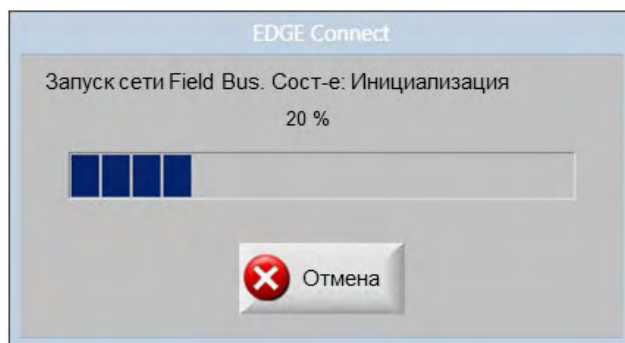 EDGE Connect
Запуск сети Field Bus. Сост-е: Инициализация
20 %
Отмена